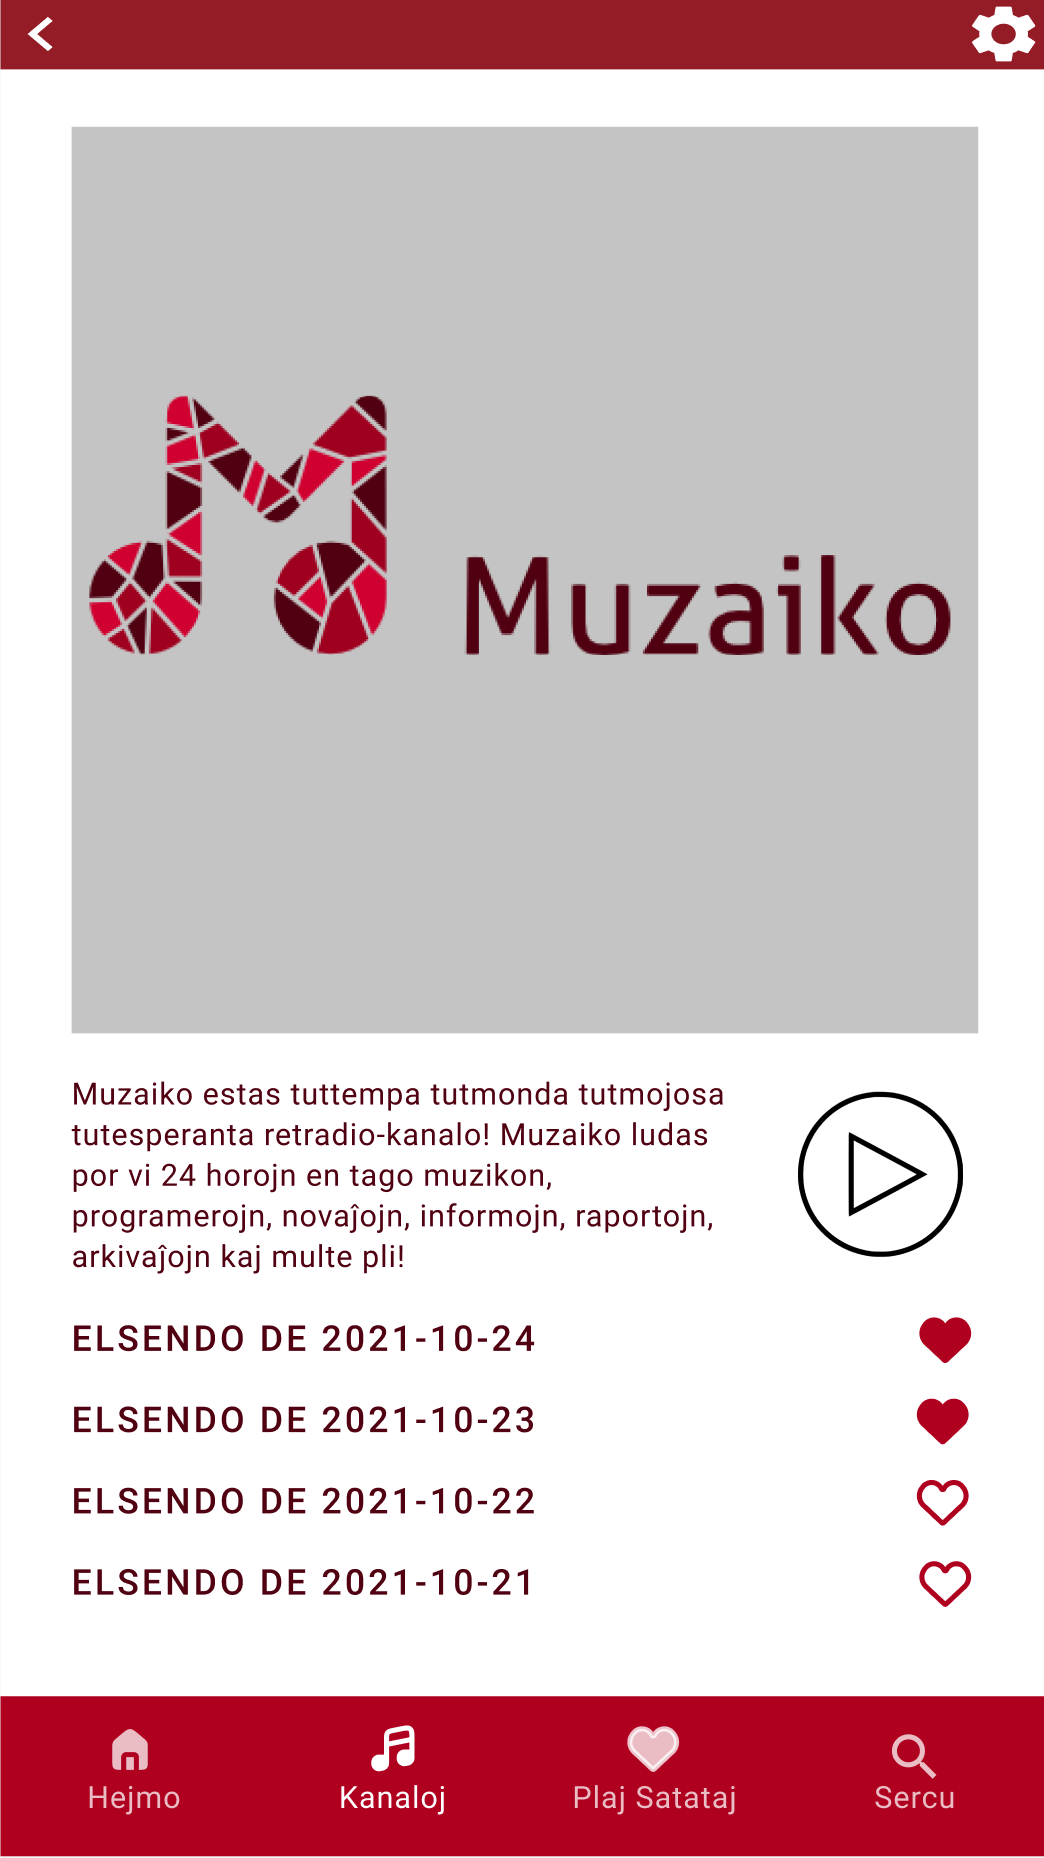 Muzaiko
Muzaiko estas tuttempa tutmonda tutmojosa
tutesperanta retradio-kanalo! Muzaiko ludas
por vi 24 horojn en tago muzikon,
programerojn, novaĵojn, informojn, raportojn,
arkivaĵojn kaj multe pli!
ELSENDO DE 2021-10-24
ELSENDO DE 2021-10-23
ELSENDO DE 2021-10-22
ELSENDO DE 2021-10-21
Hejmo Kanaloj Plaj Satataj Sercu